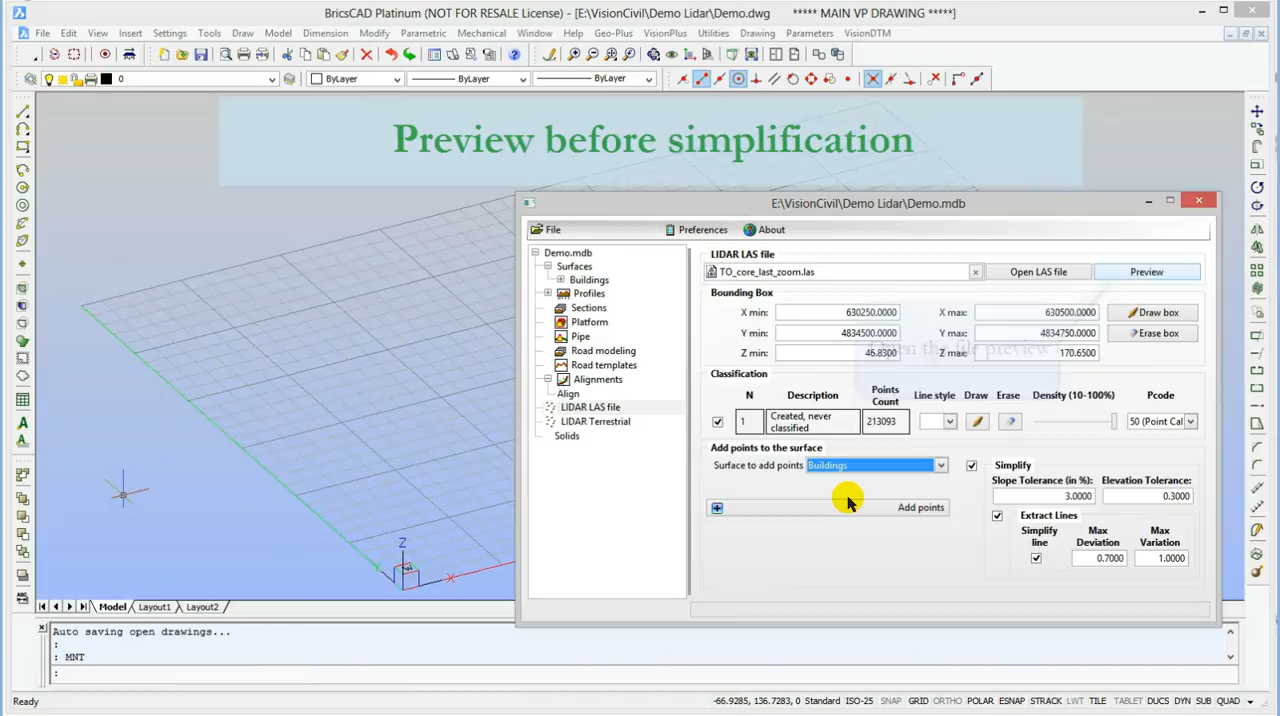 BricsCAD Platinum (NOT FOR RESALE License) - [E:\VisionCivil\Demo Lidar\Demo.dwg ***** MAIN VP DRAWING *****]
File Edit View Insert Settings Tools Draw Model Dimension Modify Parametric Mechanical Window Help Geo-Plus VisionPlus Utilities Drawing Parameters VisionDTM
0 ByLayer ByLayer ByLayer
Preview before simplification
E:\VisionCivil\Demo Lidar\Demo.mdb
File Preferences About
Demo.mdb
Surfaces
Buildings
Profiles
Sections
Platform
Pipe
Road modeling
Road templates
Alignments
Align
LIDAR LAS file
LIDAR Terrestrial
Solids
LIDAR LAS file
TO_core_last_zoom.las Open LAS file Preview
Bounding Box
X min: 630250.0000 X max: 630500.0000 Draw box
Y min: 4834500.0000 Y max: 4834750.0000 Erase box
Open the file preview
Z min: 46.8300 Z max: 170.6500
Classification
N Description Points Count Line style Draw Erase Density (10-100%) Pcode
1 Created, never classified 213093 50 (Point Cal
Add points to the surface
Surface to add points Buildings Simplify
Slope Tolerance (in %): Elevation Tolerance:
3.0000 0.3000
Add points
Extract Lines
Simplify line Max Deviation Max Variation
0.7000 1.0000
Z
W
X
Model Layout1 Layout2
Auto saving open drawings...
:
: MNT
:
Ready -66.9285, 136.7283, 0 Standard ISO-25 SNAP GRID ORTHO POLAR ESNAP STRACK LWT TILE TABLET DUCS DYN SUB QUAD